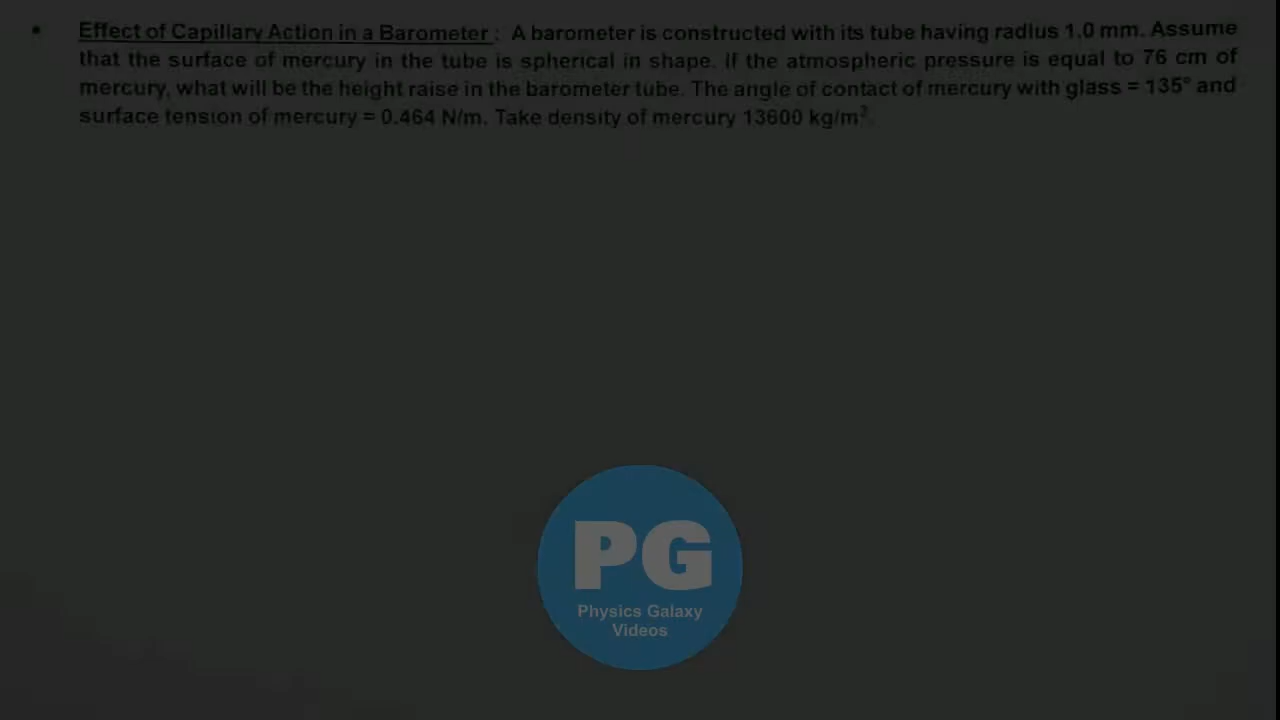 • Effect of Capillary Action in a Barometer : A barometer is constructed with its tube having radius 1.0 mm. Assume
that the surface of mercury in the tube is spherical in shape. If the atmospheric pressure is equal to 76 cm of
mercury, what will be the height raise in the barometer tube. The angle of contact of mercury with glass = 135° and
surface tension of mercury = 0.464 N/m. Take density of mercury 13600 kg/m³.
PG
Physics Galaxy
Videos